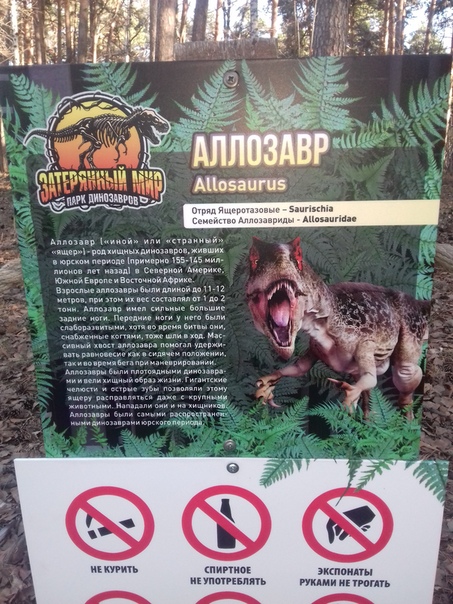 ЗАТЕРЯННЫЙ МИР
ПАРК ДИНОЗАВРОВ
АЛЛОЗАВР
Allosaurus
Отряд Ящеротазовые – Saurischia
Семейство Аллозавриды - Allosauridae
Аллозавр («иной» или «странный»
«ящер») - род хищных динозавров, живших
в юрском периоде (примерно 155-145 мил-
лионов лет назад) в Северной Америке,
Южной Европе и Восточной Африке.
Взрослые аллозавры были длиной до 11-12
метров, при этом их вес составлял от 1 до 2
тонн. Аллозавр имел сильные большие
задние ноги. Передние ноги у него были
слаборазвитыми, хотя во время битвы они,
снабженные когтями, тоже шли в ход. Мас-
сивный хвост аллозавра помогал удержи-
вать равновесие как в сидячем положении,
так и во время бега при маневрировании.
Аллозавры были плотоядными динозавра-
ми и вели хищный образ жизни. Гигантские
челюсти и острые зубы позволяли этому
ящеру расправляться даже с крупными
животными. Нападали они и на хищников.
Аллозавры были самыми распространен-
ными динозаврами юрского периода.
НЕ КУРИТЬ
СПИРТНОЕ
НЕ УПОТРЕБЛЯТЬ
ЭКСПОНАТЫ
РУКАМИ НЕ ТРОГАТЬ